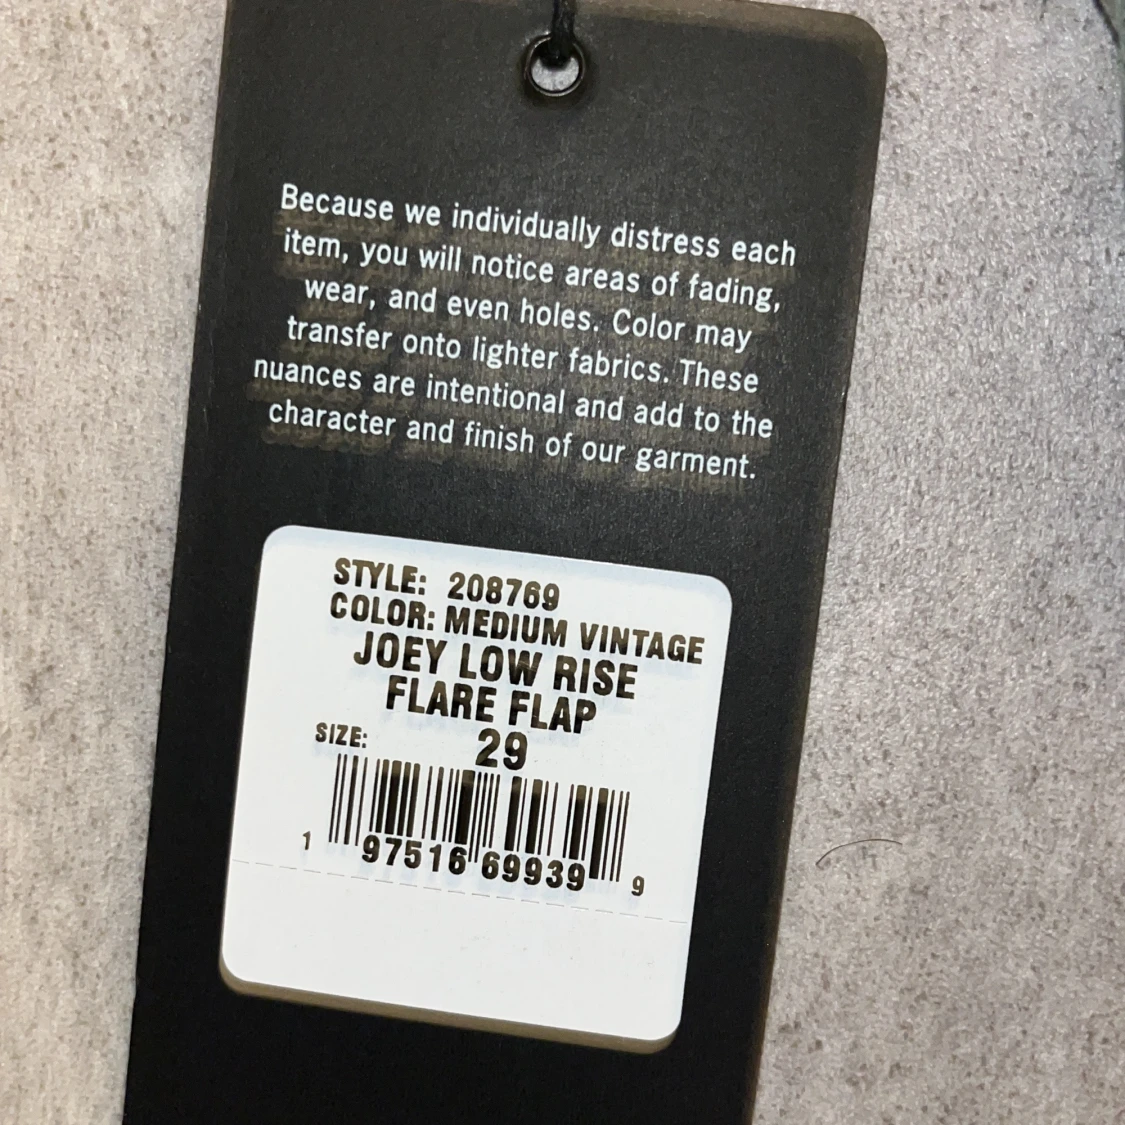 Because we individually distress each
item, you will notice areas of fading,
wear, and even holes. Color may
transfer onto lighter fabrics. These
nuances are intentional and add to the
character and finish of our garment.
STYLE: 208769
COLOR: MEDIUM VINTAGE
JOEY LOW RISE
FLARE FLAP
SIZE: 29
1 97516 69939 9